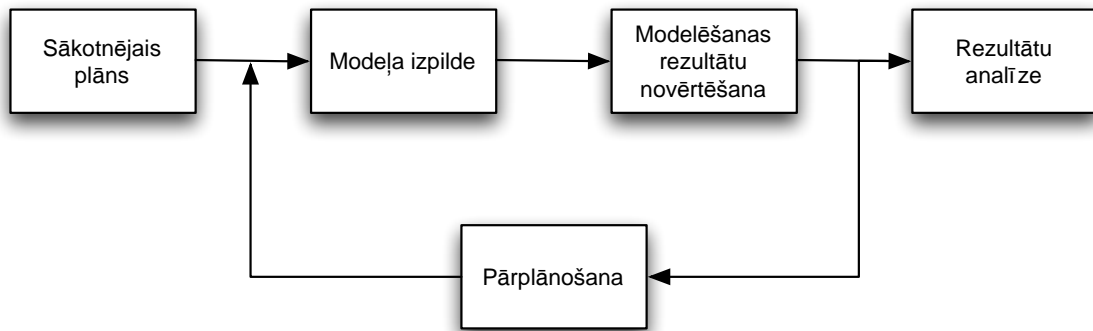 Sākotnējais
plāns
Modeļa izpilde
Modelēšanas
rezultātu
novērtēšana
Rezultātu
analīze
Pārplānošana